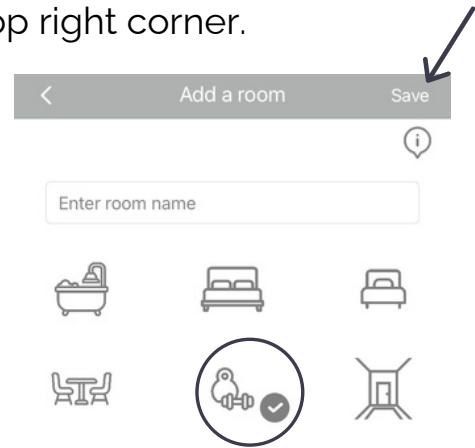 op right corner.
Add a room
Save
i
Enter room name